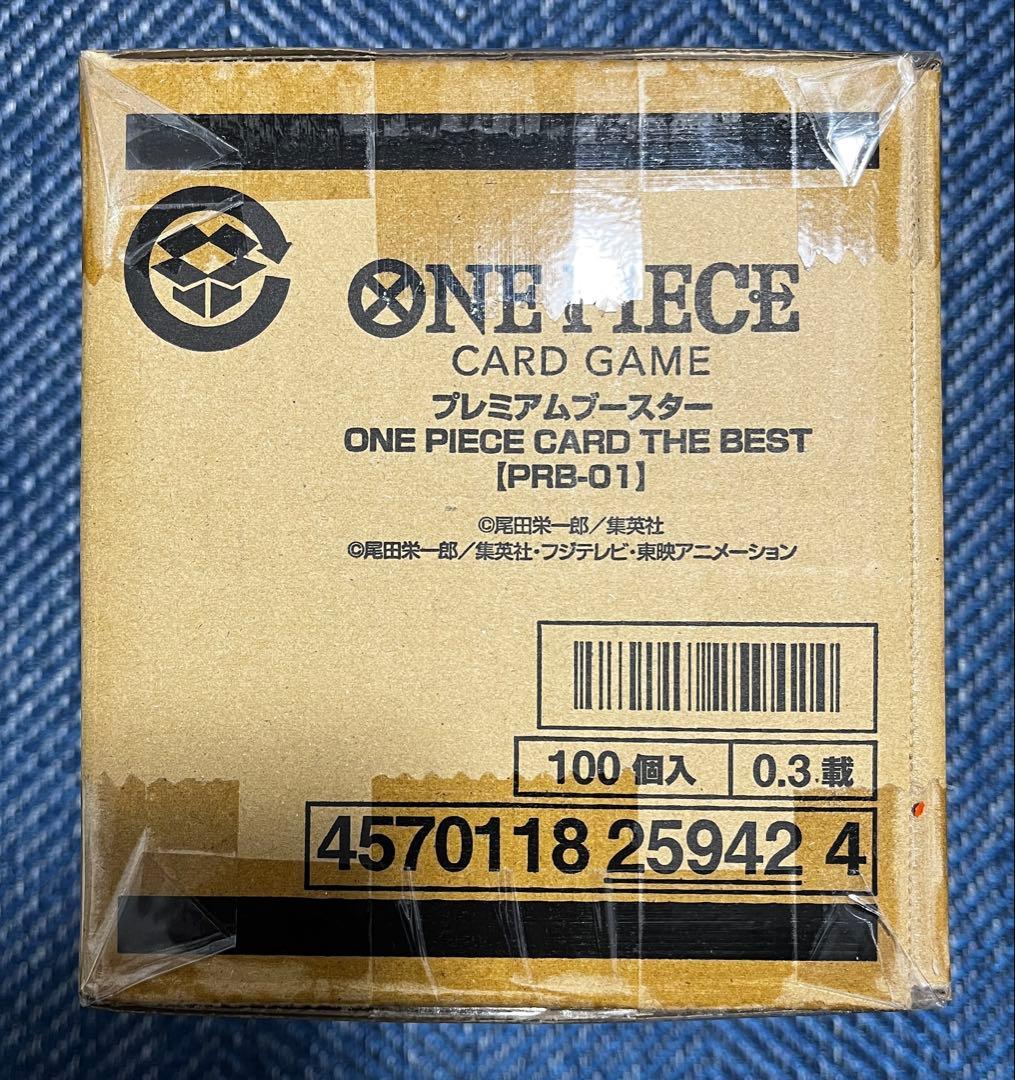 ONE PIECE
CARD GAME
プレミアムブースター
ONE PIECE CARD THE BEST
【PRB-01】
©尾田栄一郎／集英社
©尾田栄一郎／集英社・フジテレビ・東映アニメーション
100 個入 0.3 載
4570118 25942 4